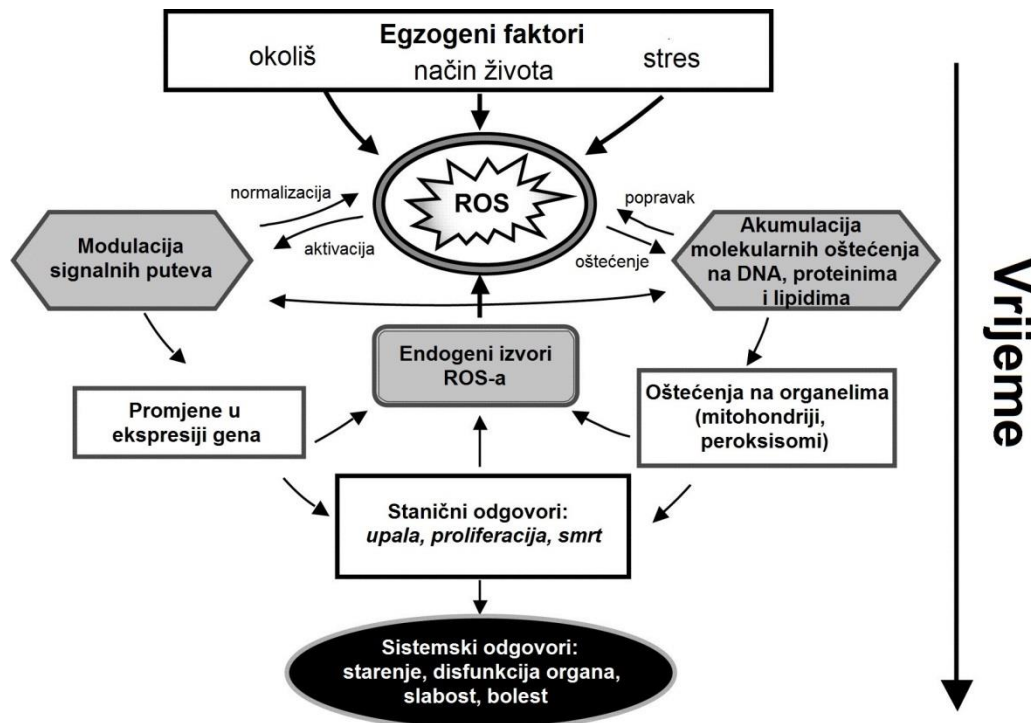 Egzogeni faktori
okoliš
način života
stres
normalizacija
aktivacija
ROS
popravak
oštećenje
Modulacija
signalnih puteva
Akumulacija
molekularnih oštećenja
na DNA, proteinima
i lipidima
Vrijeme
Endogeni izvori
ROS-a
Promjene u
ekspresiji gena
Oštećenja na organelima
(mitohondriji,
peroksisomi)
Stanični odgovori:
upala, proliferacija, smrt
Sistemski odgovori:
starenje, disfunkcija organa,
slabost, bolest